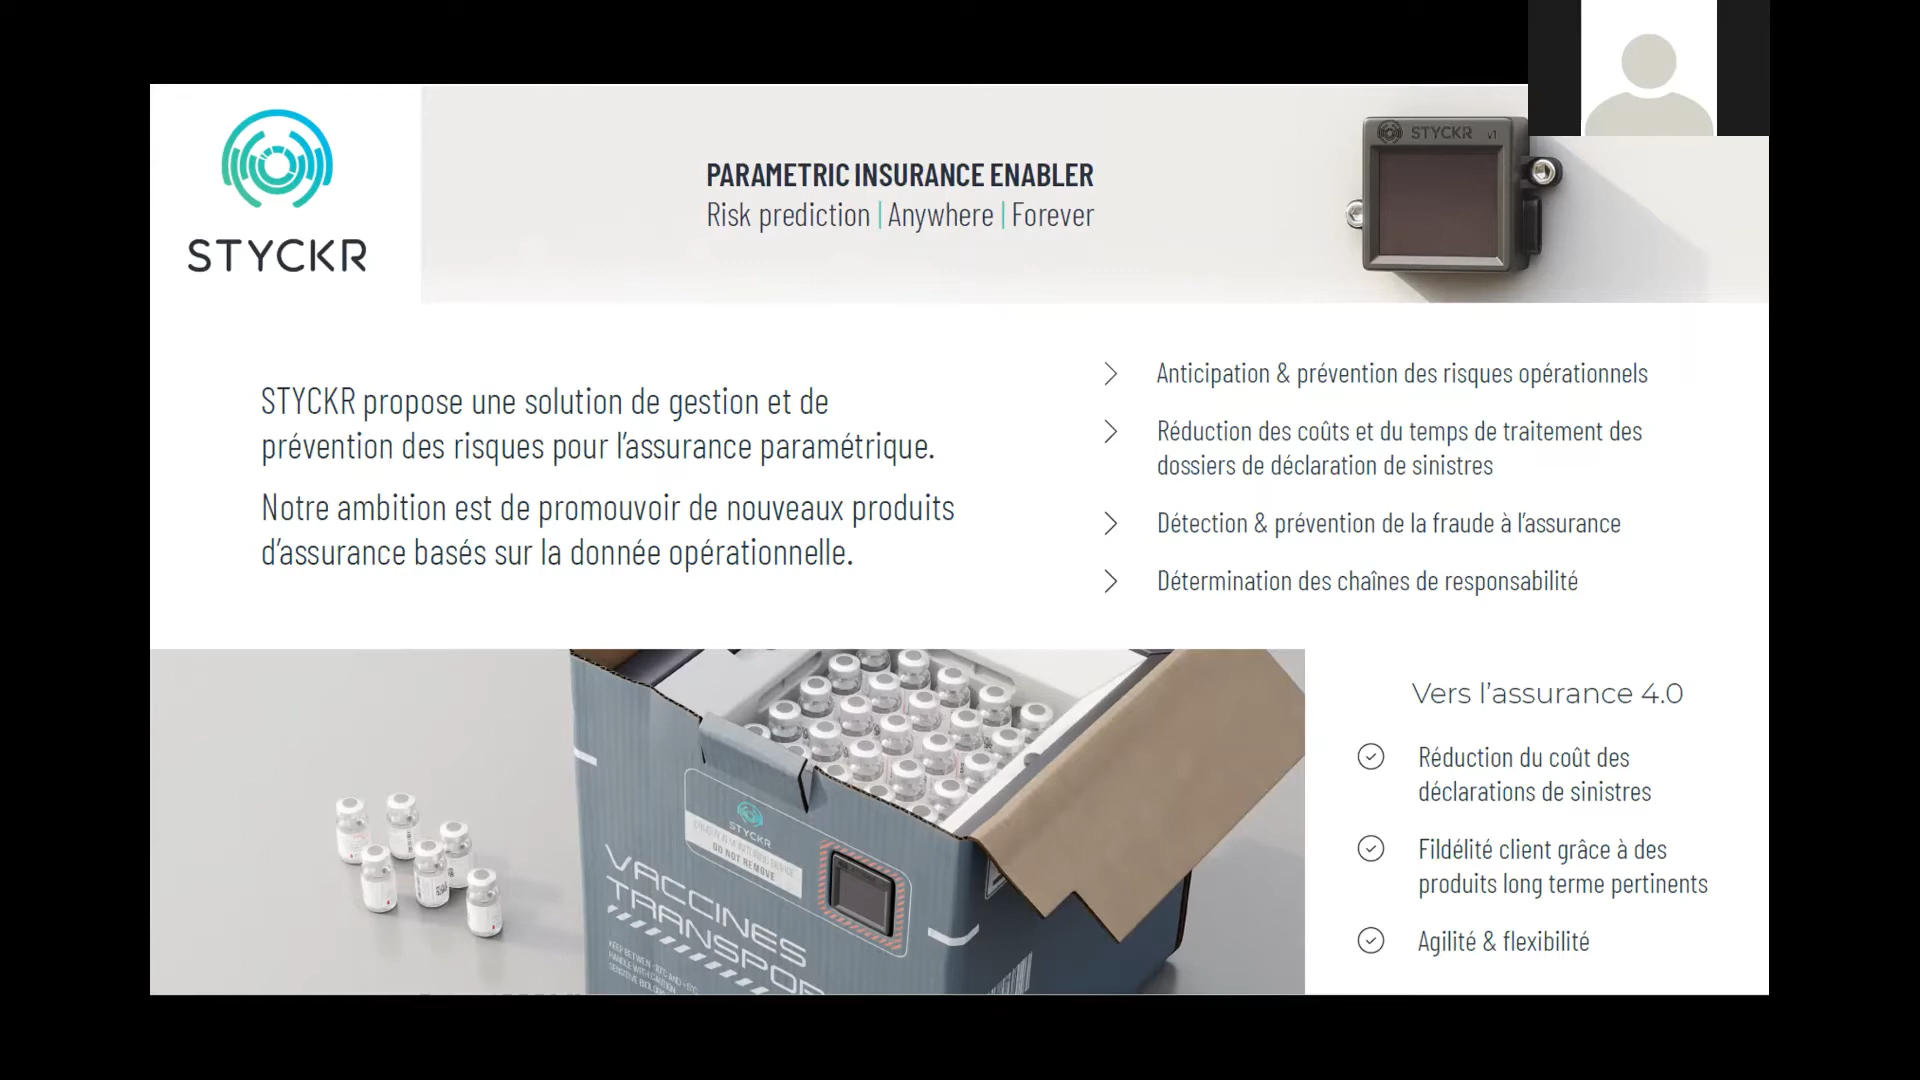 STYCKR
PARAMETRIC INSURANCE ENABLER
Risk prediction | Anywhere | Forever
STYCKR v1
STYCKR propose une solution de gestion et de
prévention des risques pour l'assurance paramétrique.
Notre ambition est de promouvoir de nouveaux produits
d'assurance basés sur la donnée opérationnelle.
Anticipation & prévention des risques opérationnels
Réduction des coûts et du temps de traitement des
dossiers de déclaration de sinistres
Détection & prévention de la fraude à l'assurance
Détermination des chaînes de responsabilité
STYCKR
DO NOT REMOVE
VACCINES
TRANSPOR
Vers l'assurance 4.0
Réduction du coût des
déclarations de sinistres
Fildélité client grâce à des
produits long terme pertinents
Agilité & flexibilité